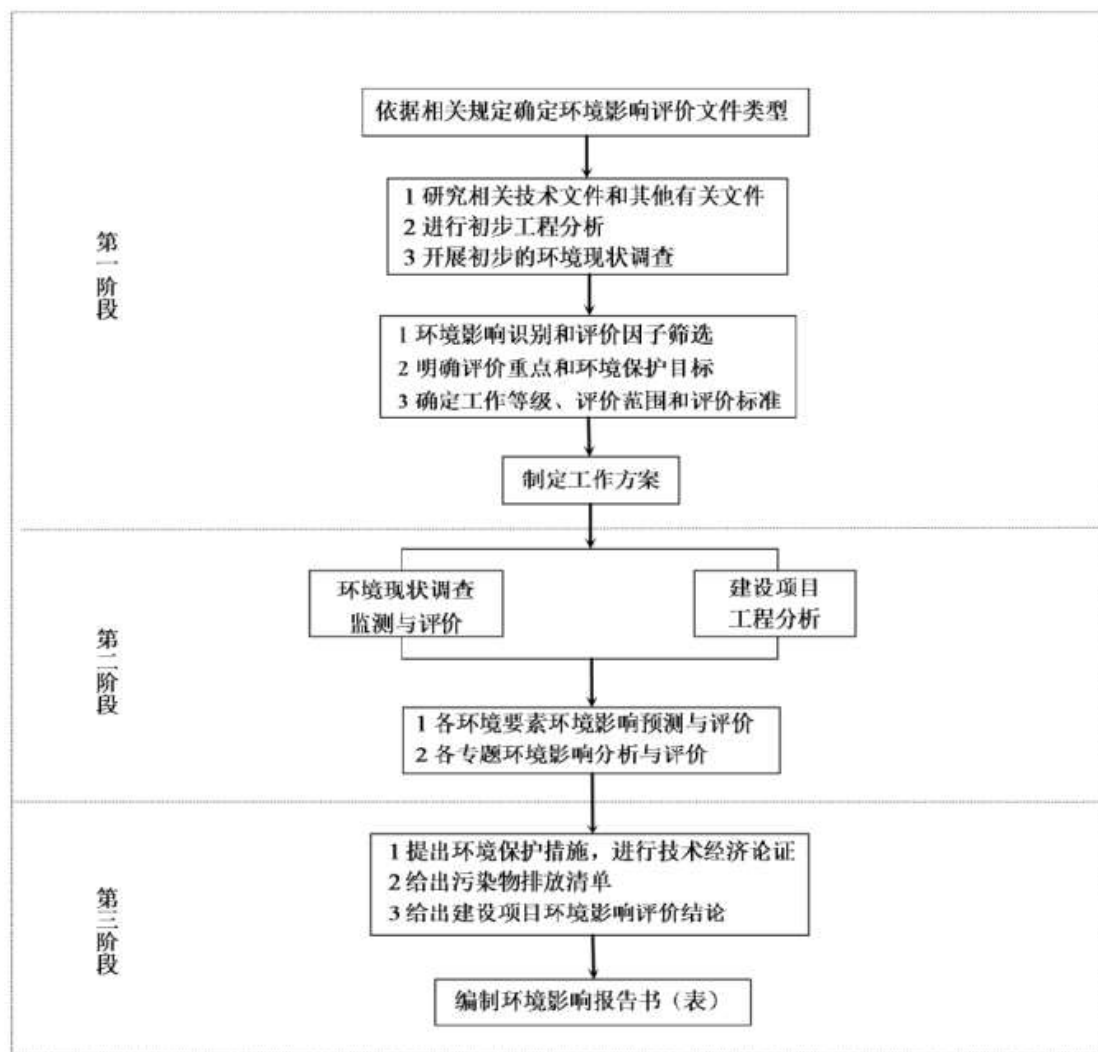 依据相关规定确定环境影响评价文件类型
1 研究相关技术文件和其他有关文件
2 进行初步工程分析
3 开展初步的环境现状调查
第一阶段
1 环境影响识别和评价因子筛选
2 明确评价重点和环境保护目标
3 确定工作等级、评价范围和评价标准
制定工作方案
环境现状调查
监测与评价
建设项目
工程分析
第二阶段
1 各环境要素环境影响预测与评价
2 各专题环境影响分析与评价
1 提出环境保护措施，进行技术经济论证
2 给出污染物排放清单
3 给出建设项目环境影响评价结论
第三阶段
编制环境影响报告书（表）